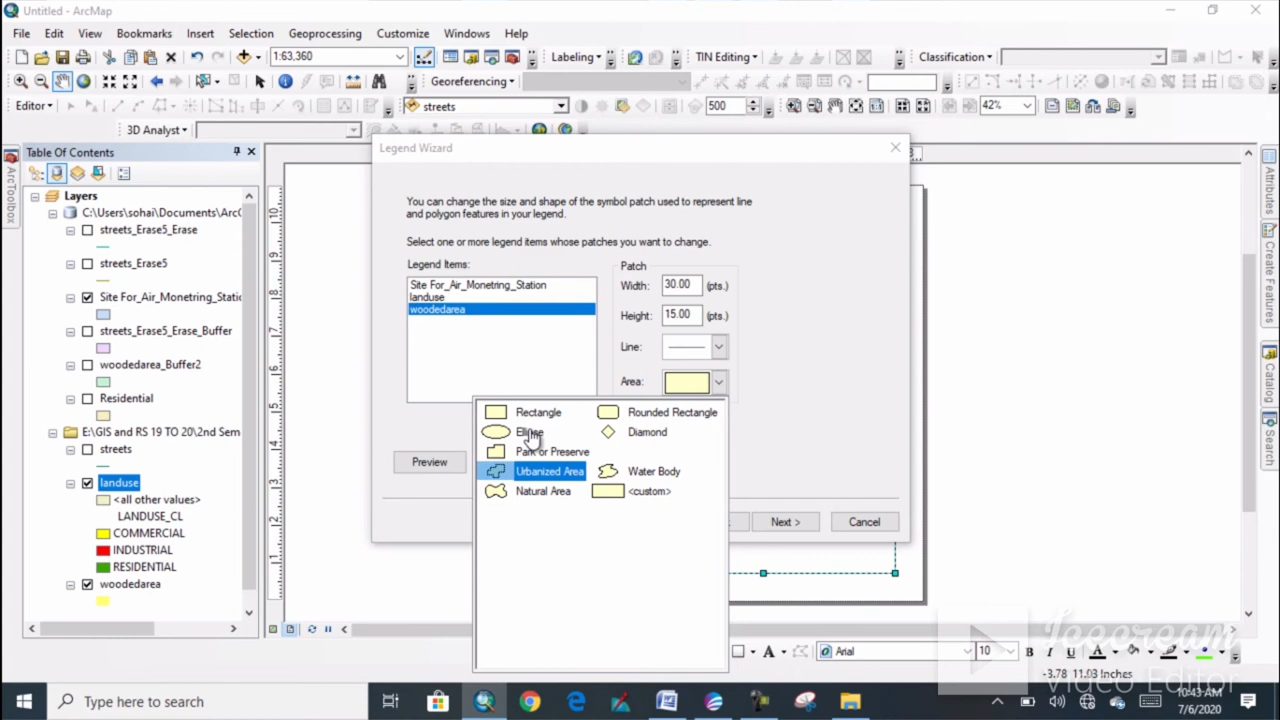 Untitled - ArcMap
File Edit View Bookmarks Insert Selection Geoprocessing Customize Windows Help
1:63,360 Labeling TIN Editing Classification
Georeferencing
Editor streets 500 42%
3D Analyst
Table Of Contents
Layers
C:\Users\sohai\Documents\ArcG
streets_Erase5_Erase
streets_Erase5
Site For_Air_Monetring_Static
streets_Erase5_Erase_Buffer
woodedarea_Buffer2
Residential
E:\GIS and RS 19 TO 20\2nd Sem
streets
landuse
<all other values>
LANDUSE_CL
COMMERCIAL
INDUSTRIAL
RESIDENTIAL
woodedarea
ArcToolbox
Legend Wizard
You can change the size and shape of the symbol patch used to represent line
and polygon features in your legend.
Select one or more legend items whose patches you want to change.
Legend Items:
Site For_Air_Monetring_Station
landuse
woodedarea
Patch
Width: 30.00 (pts.)
Height: 15.00 (pts.)
Line:
Area:
Rectangle Rounded Rectangle
Ellipse Diamond
Park or Preserve
Urbanized Area Water Body
Natural Area <custom>
Preview
Next > Cancel
Attributes
Create Features
Catalog
Search
Arial 10 B I U A
-3.78 11.03 Inches
Icecream
Video Editor
Type here to search
10:43 AM
7/6/2020